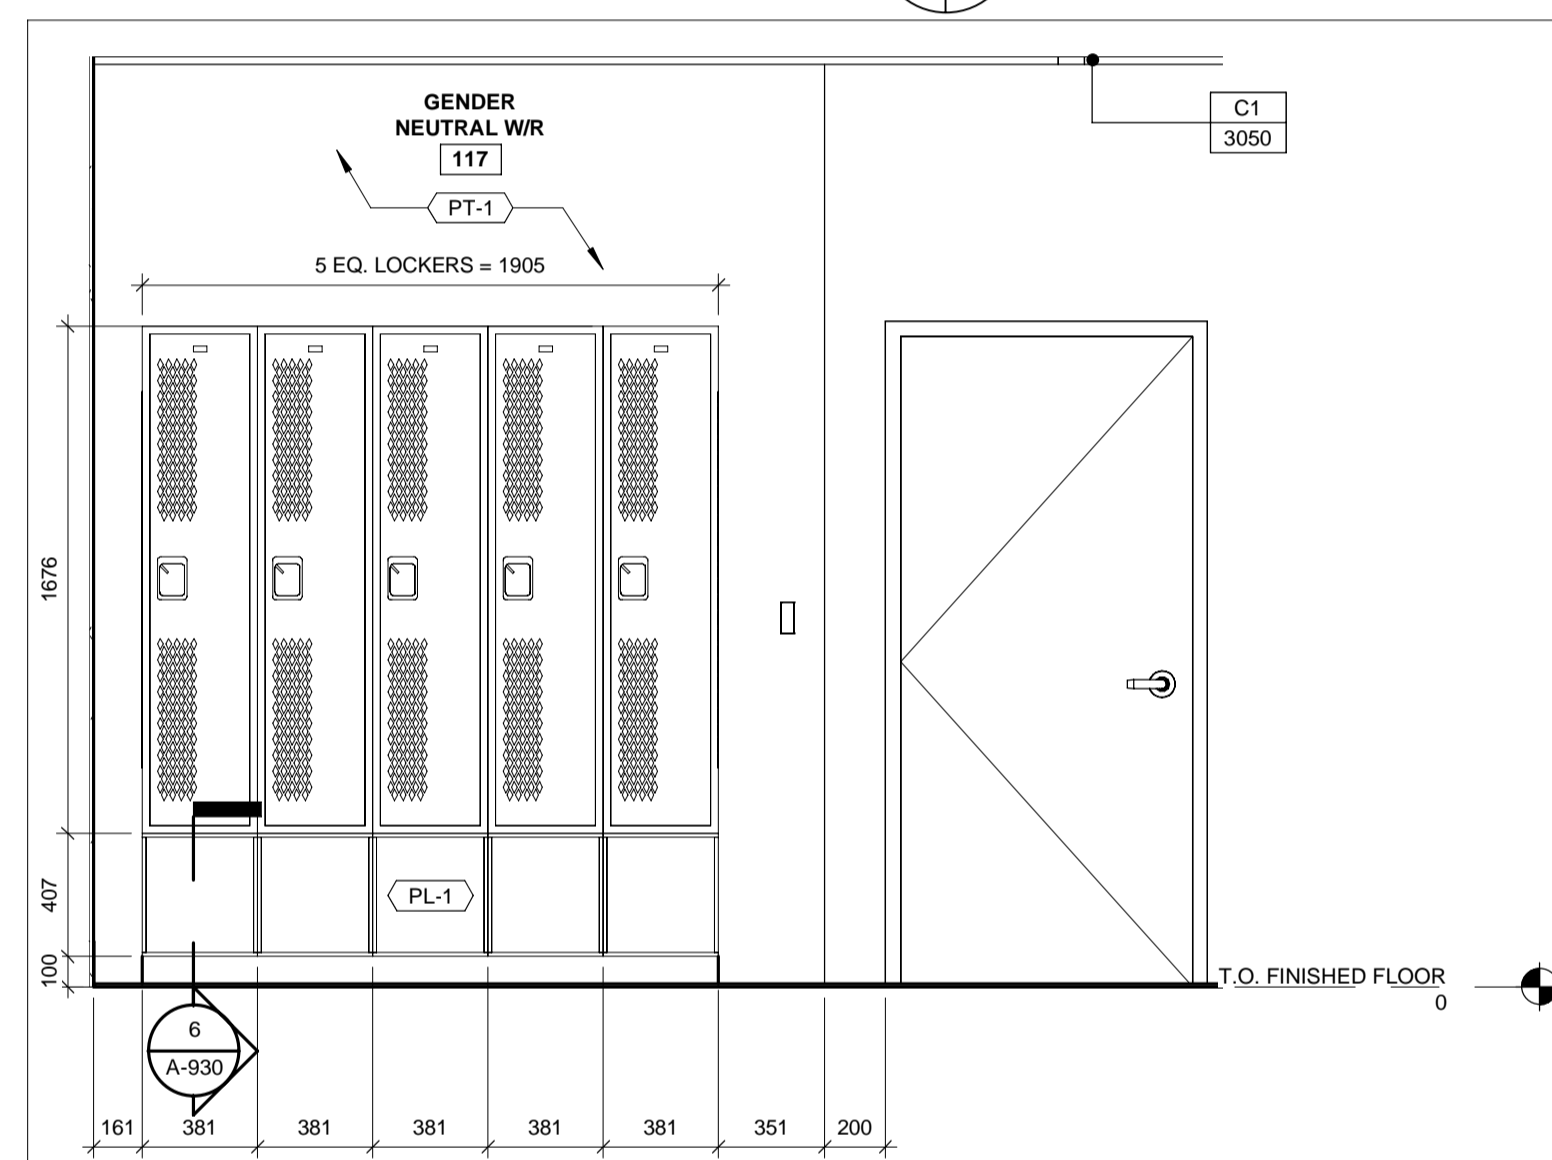 GENDER
NEUTRAL W/R
117
PT-1
C1
3050
5 EQ. LOCKERS = 1905
1676
407
100
PL-1
T.O. FINISHED FLOOR
0
6
A-930
161 381 381 381 381 381 351 200